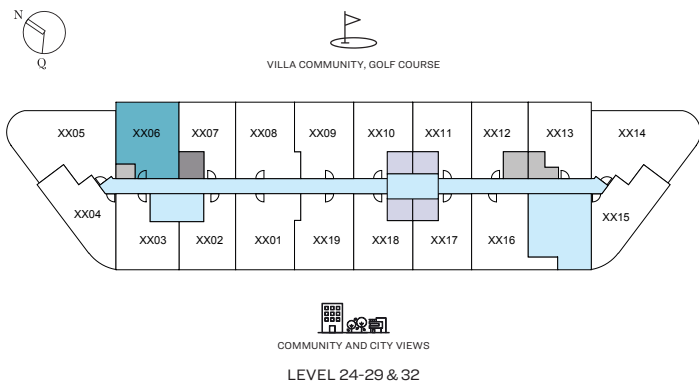 N
Q
VILLA COMMUNITY, GOLF COURSE
XX05 XX06 XX07 XX08 XX09 XX10 XX11 XX12 XX13 XX14
XX04 XX03 XX02 XX01 XX19 XX18 XX17 XX16 XX15
COMMUNITY AND CITY VIEWS
LEVEL 24-29 & 32